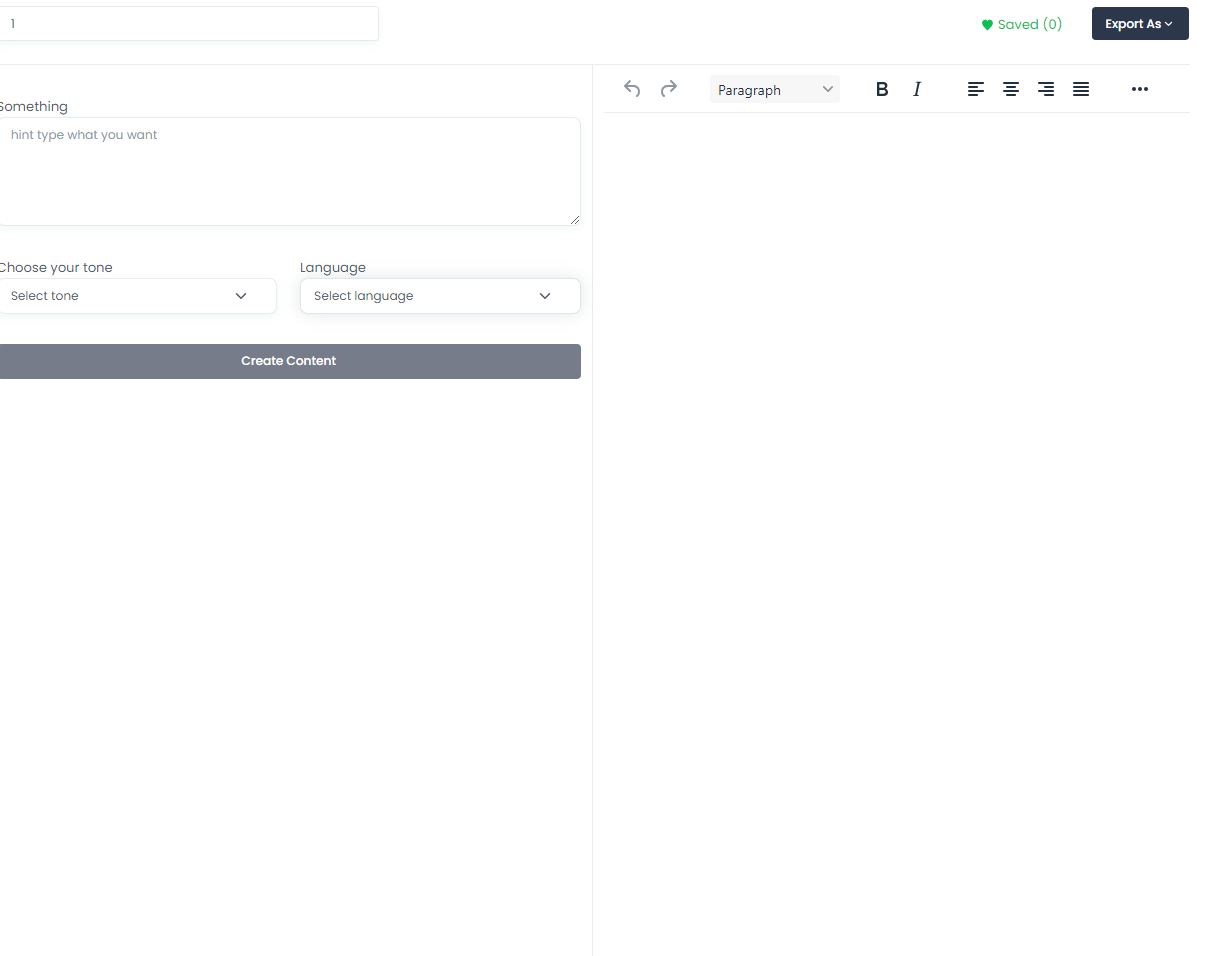 1
Saved (0)
Export As
Paragraph
B I
Something
hint type what you want
Choose your tone
Language
Select tone
Select language
Create Content